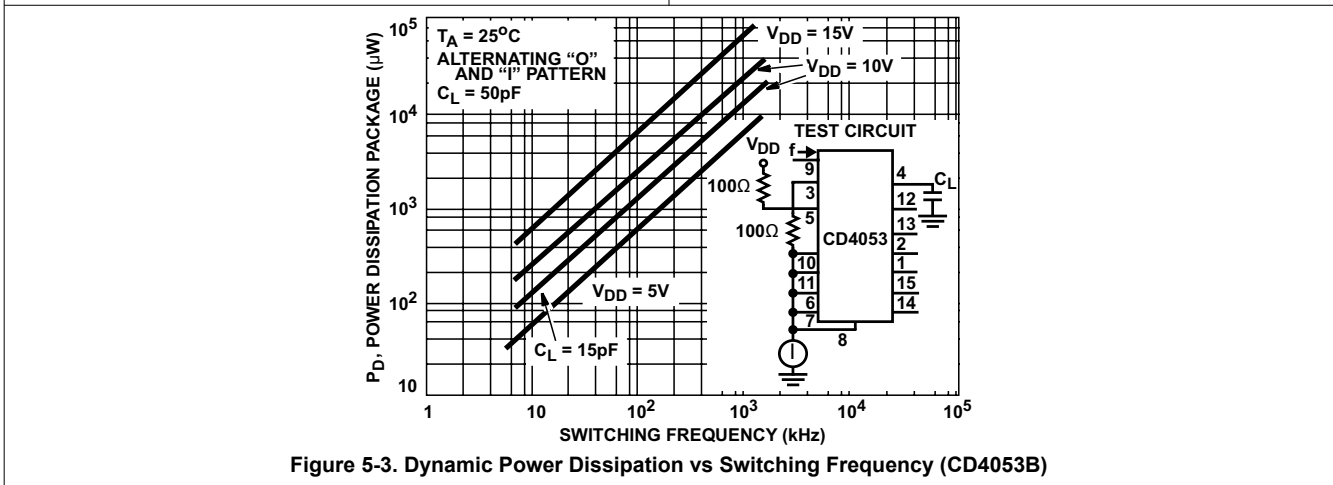 P_D, POWER DISSIPATION PACKAGE (μW)
10⁵
10⁴
10³
10²
10
T_A = 25°C
ALTERNATING “O”
AND “I” PATTERN
C_L = 50pF
V_DD = 15V
V_DD = 10V
V_DD = 5V
C_L = 15pF
TEST CIRCUIT
V_DD f
9
4
C_L
100Ω
3
12
5
13
100Ω
CD4053
2
10
1
11
15
6
14
7
8
I
1
10
10²
10³
10⁴
10⁵
SWITCHING FREQUENCY (kHz)
Figure 5-3. Dynamic Power Dissipation vs Switching Frequency (CD4053B)